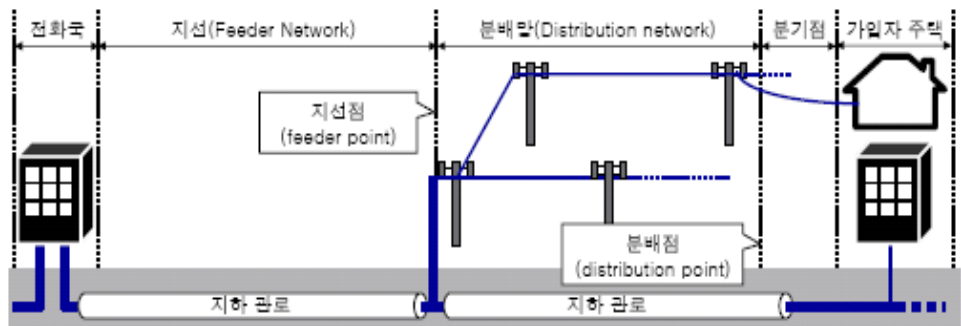 전화국
지선(Feeder Network)
분배망(Distribution network)
분기점
가입자 주택
지선점
(feeder point)
분배점
(distribution point)
지하 관로
지하 관로